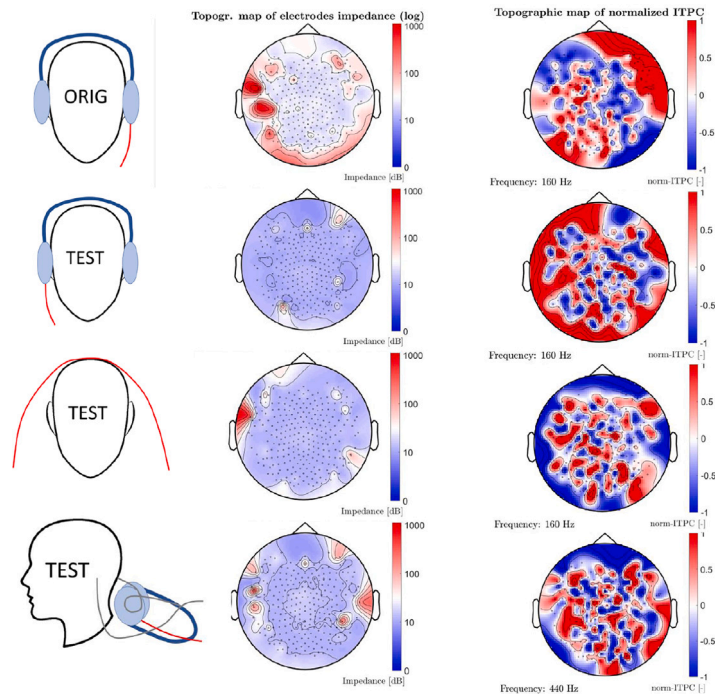 Topogr. map of electrodes impedance (log)
Topographic map of normalized ITPC
ORIG
1000
100
10
0
Impedance [dB]
1
0.5
0
-0.5
-1
Frequency: 160 Hz
norm-ITPC [-]
TEST
1000
100
10
0
Impedance [dB]
1
0.5
0
-0.5
-1
Frequency: 160 Hz
norm-ITPC [-]
TEST
1000
100
10
0
Impedance [dB]
1
0.5
0
-0.5
-1
Frequency: 160 Hz
norm-ITPC [-]
TEST
1000
100
10
0
Impedance [dB]
1
0.5
0
-0.5
-1
Frequency: 440 Hz
norm-ITPC [-]